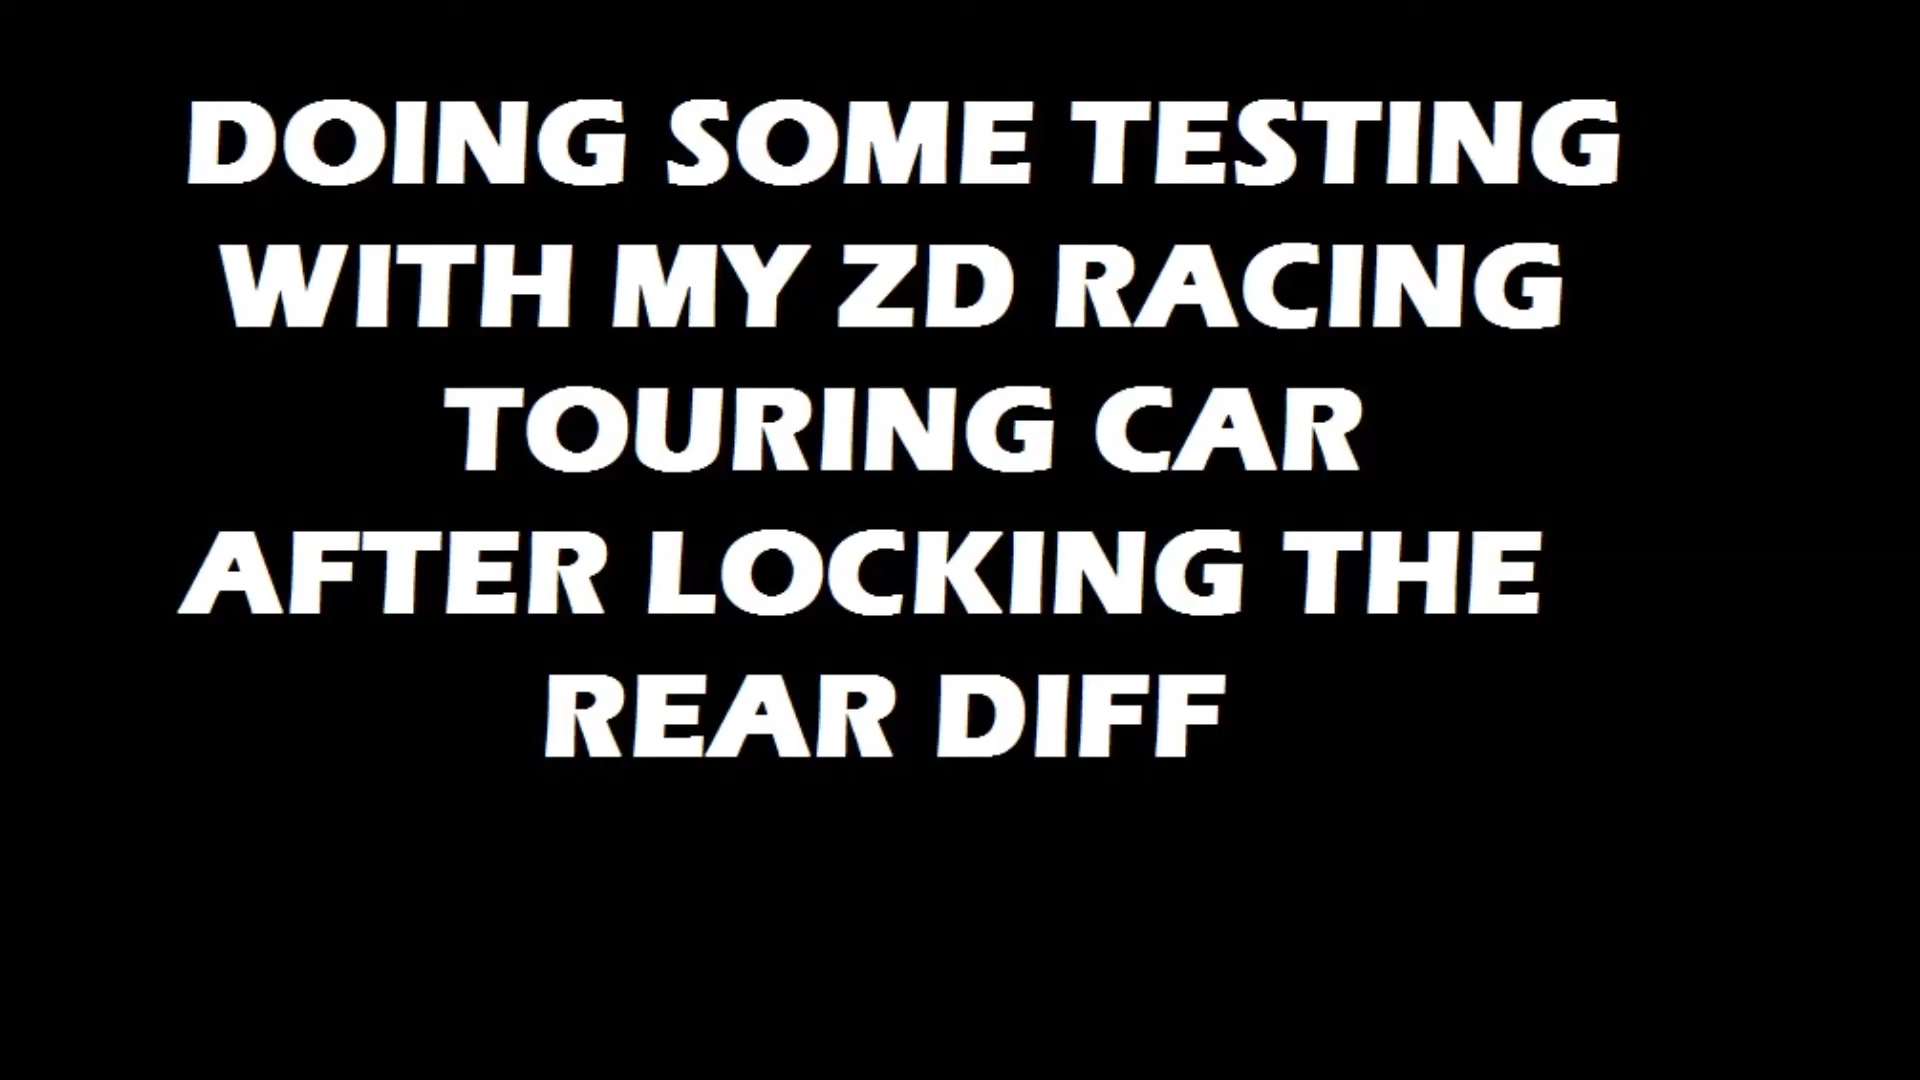 DOING SOME TESTING
WITH MY ZD RACING
TOURING CAR
AFTER LOCKING THE
REAR DIFF